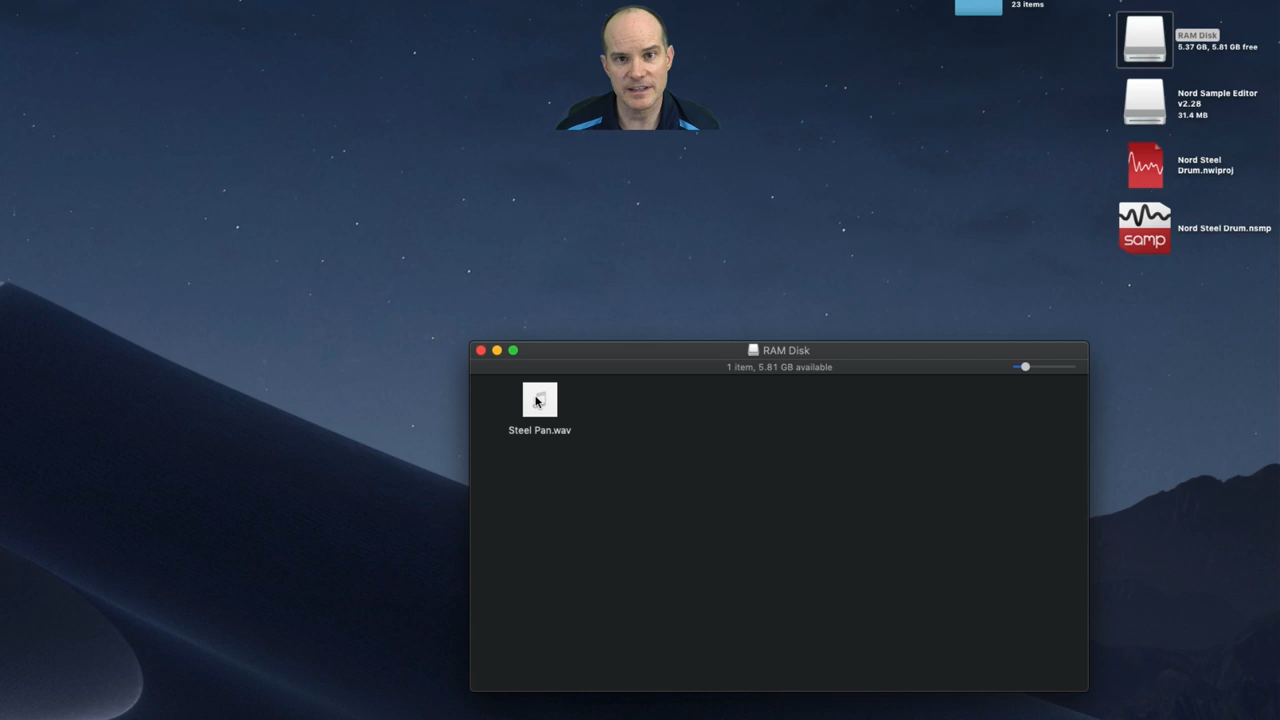 23 items
RAM Disk
5.37 GB, 5.81 GB free
Nord Sample Editor
v2.28
31.4 MB
Nord Steel
Drum.nwiproj
samp
Nord Steel Drum.nsmp
RAM Disk
1 item, 5.81 GB available
Steel Pan.wav